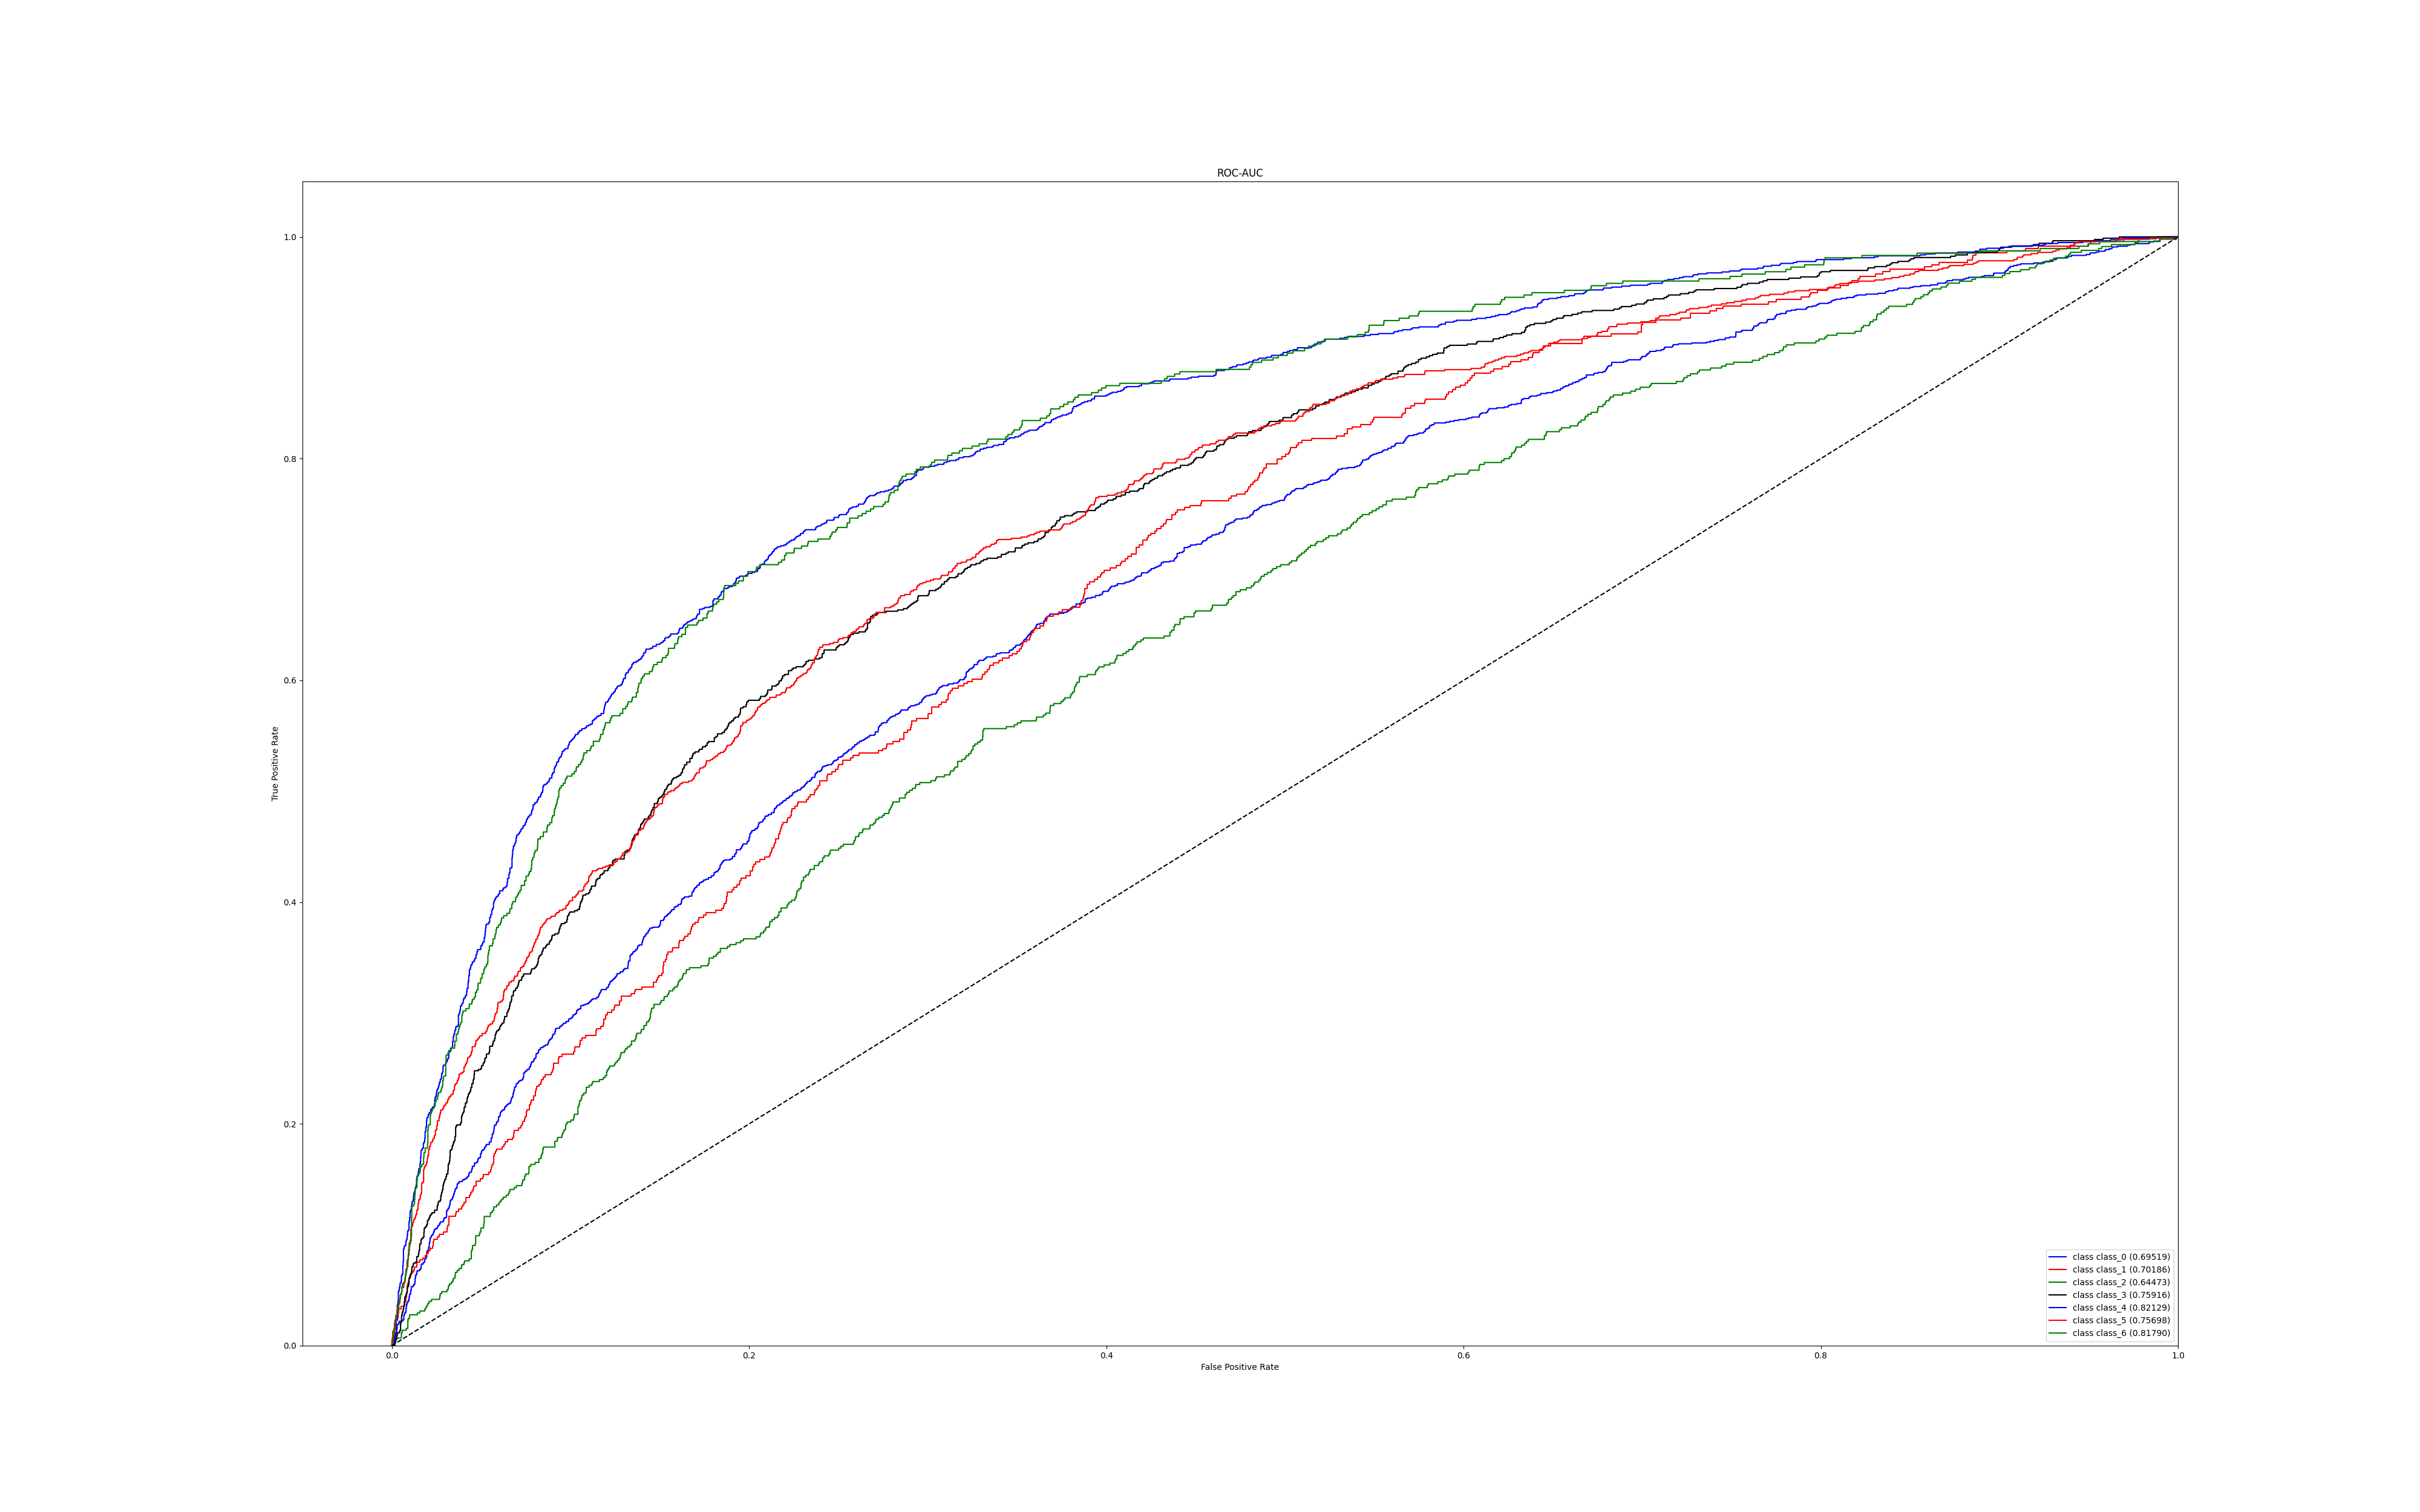 ROC-AUC
1.0
0.8
0.6
0.4
0.2
0.0
True Positive Rate
0.0 0.2 0.4 0.6 0.8 1.0
False Positive Rate
class class_0 (0.69519)
class class_1 (0.70186)
class class_2 (0.64473)
class class_3 (0.75916)
class class_4 (0.82129)
class class_5 (0.75698)
class class_6 (0.81790)